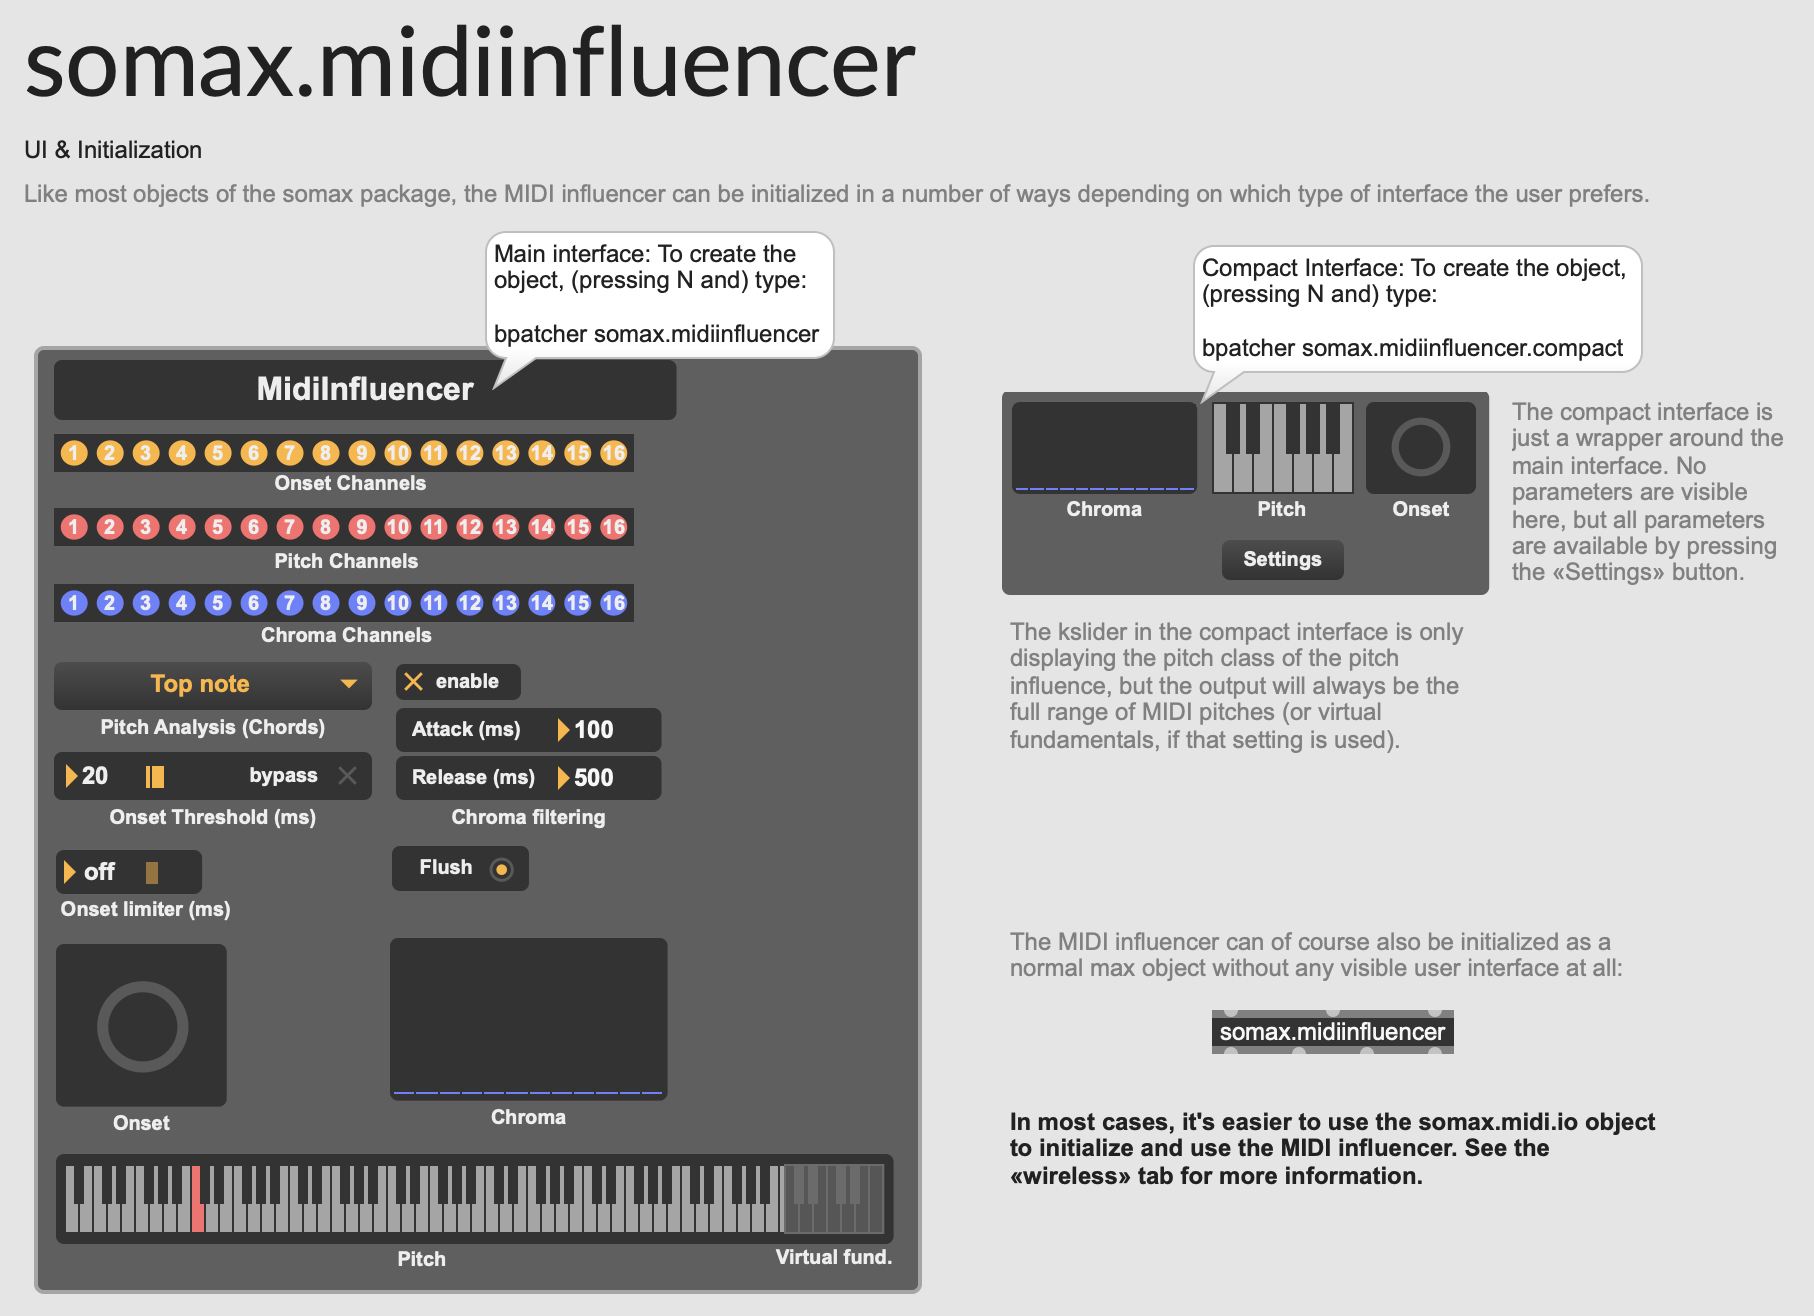 somax.midiinfluencer
UI & Initialization
Like most objects of the somax package, the MIDI influencer can be initialized in a number of ways depending on which type of interface the user prefers.
Main interface: To create the
object, (pressing N and) type:
bpatcher somax.midiinfluencer
MidiInfluencer
1 2 3 4 5 6 7 8 9 10 11 12 13 14 15 16
Onset Channels
1 2 3 4 5 6 7 8 9 10 11 12 13 14 15 16
Pitch Channels
1 2 3 4 5 6 7 8 9 10 11 12 13 14 15 16
Chroma Channels
Top note
Pitch Analysis (Chords)
20 bypass
Onset Threshold (ms)
enable
Attack (ms) 100
Release (ms) 500
Chroma filtering
off
Onset limiter (ms)
Flush
Onset
Chroma
Pitch
Virtual fund.
Compact Interface: To create the object,
(pressing N and) type:
bpatcher somax.midiinfluencer.compact
Chroma
Pitch
Onset
Settings
The compact interface is
just a wrapper around the
main interface. No
parameters are visible
here, but all parameters
are available by pressing
the «Settings» button.
The kslider in the compact interface is only
displaying the pitch class of the pitch
influence, but the output will always be the
full range of MIDI pitches (or virtual
fundamentals, if that setting is used).
The MIDI influencer can of course also be initialized as a
normal max object without any visible user interface at all:
somax.midiinfluencer
In most cases, it's easier to use the somax.midi.io object
to initialize and use the MIDI influencer. See the
«wireless» tab for more information.